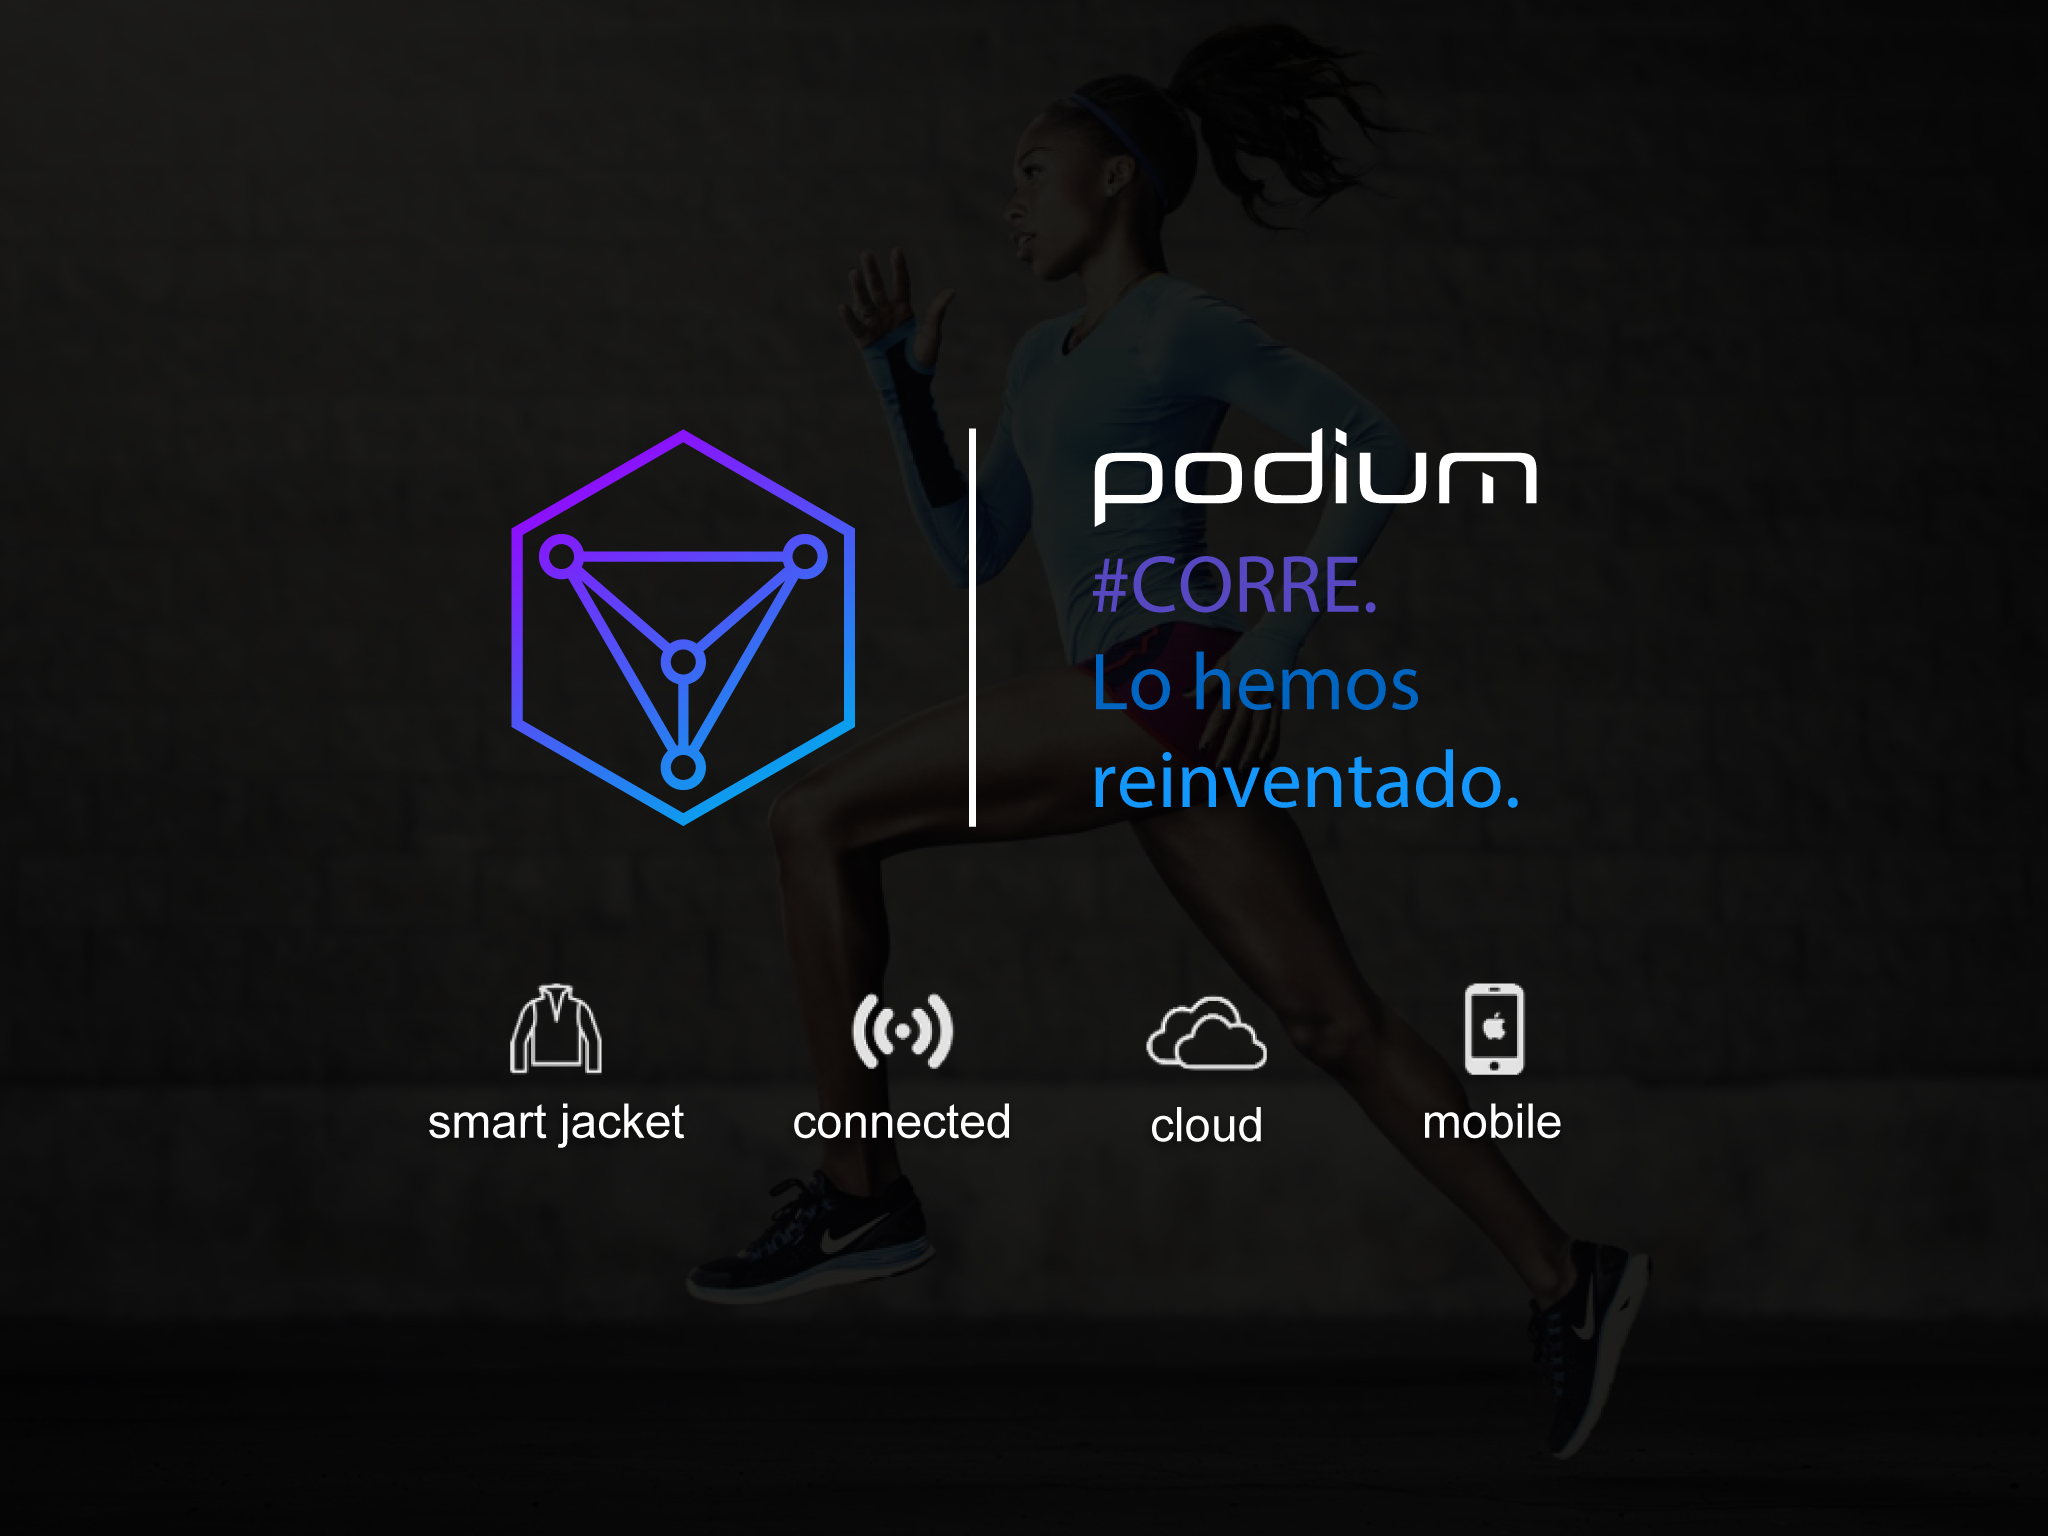 podium
#CORRE.
Lo hemos
reinventado.
smart jacket
connected
cloud
mobile